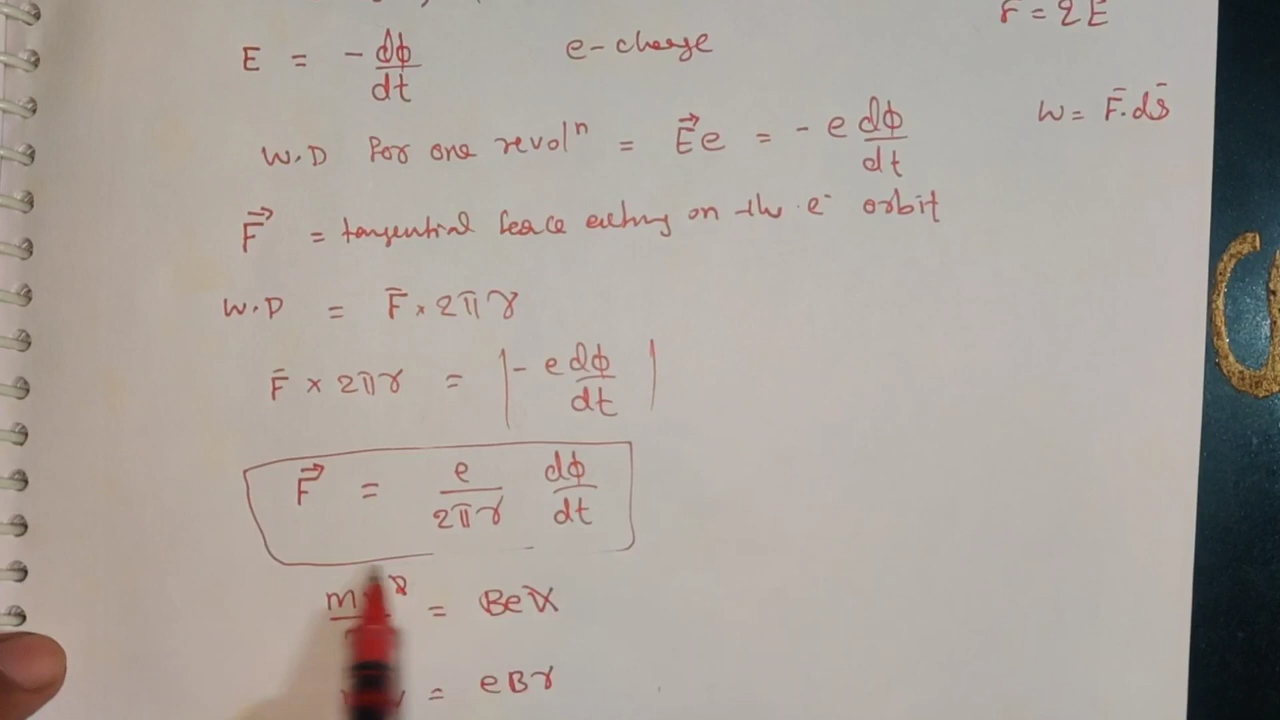 F = qE
E = - dϕ/dt    e-charge
W = F̄.ds̄
W.D For one revolⁿ = E⃗e = - e dϕ/dt
F⃗ = tangential force acting on the e⁻ orbit
W.D = F̄ × 2πr
F̄ × 2πr = |- e dϕ/dt|
F⃗ = e/2πr dϕ/dt
m = Bev
= eBr